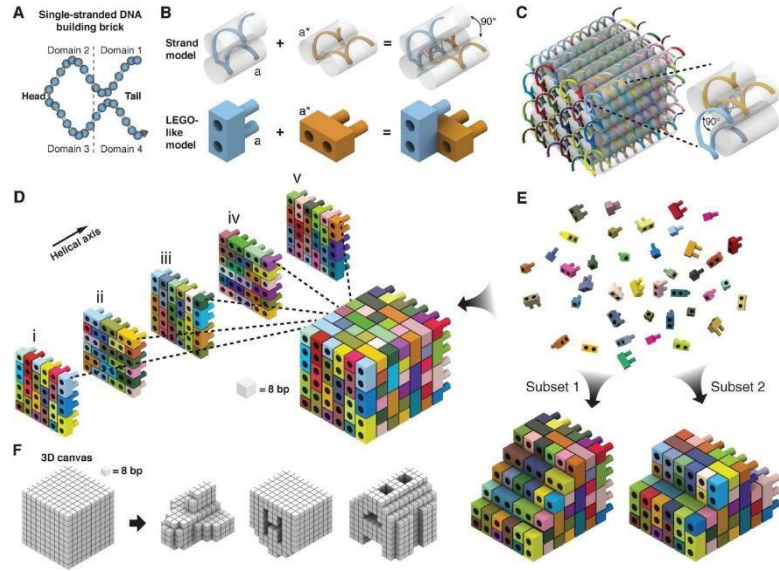 A
Single-stranded DNA
building brick
Domain 2
Domain 1
Head
Tail
Domain 3
Domain 4
B
Strand
model
a
+
a*
=
90°
LEGO-
like
model
a
+
a*
=
C
90°
D
Helical axis
i
ii
iii
iv
v
= 8 bp
E
Subset 1
Subset 2
F
3D canvas
= 8 bp